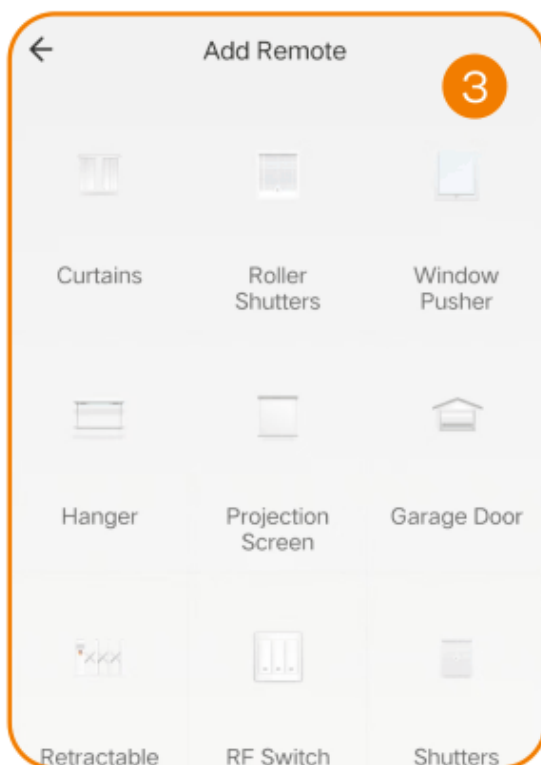 Add Remote
3
Curtains
Roller
Shutters
Window
Pusher
Hanger
Projection
Screen
Garage Door
Retractable
RF Switch
Shutters